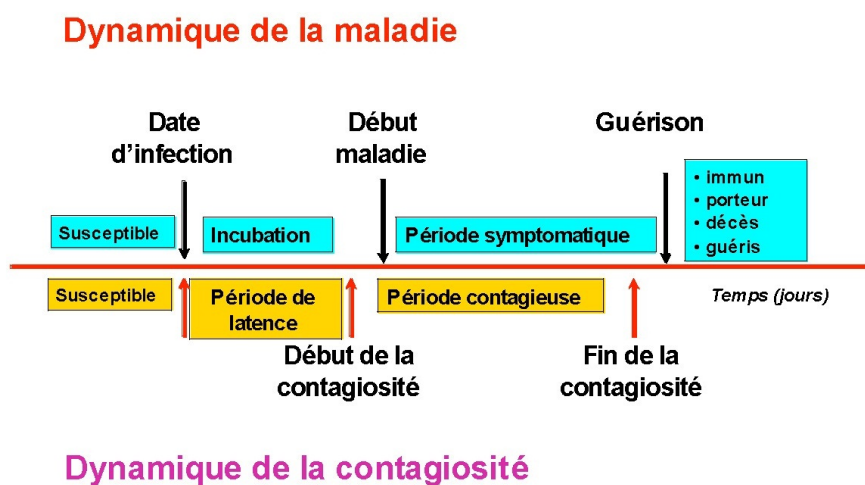 Dynamique de la maladie
Date
d’infection
Début
maladie
Guérison
• immun
• porteur
• décès
• guéris
Susceptible
Incubation
Période symptomatique
Susceptible
Période de
latence
Période contagieuse
Temps (jours)
Début de la
contagiosité
Fin de la
contagiosité
Dynamique de la contagiosité